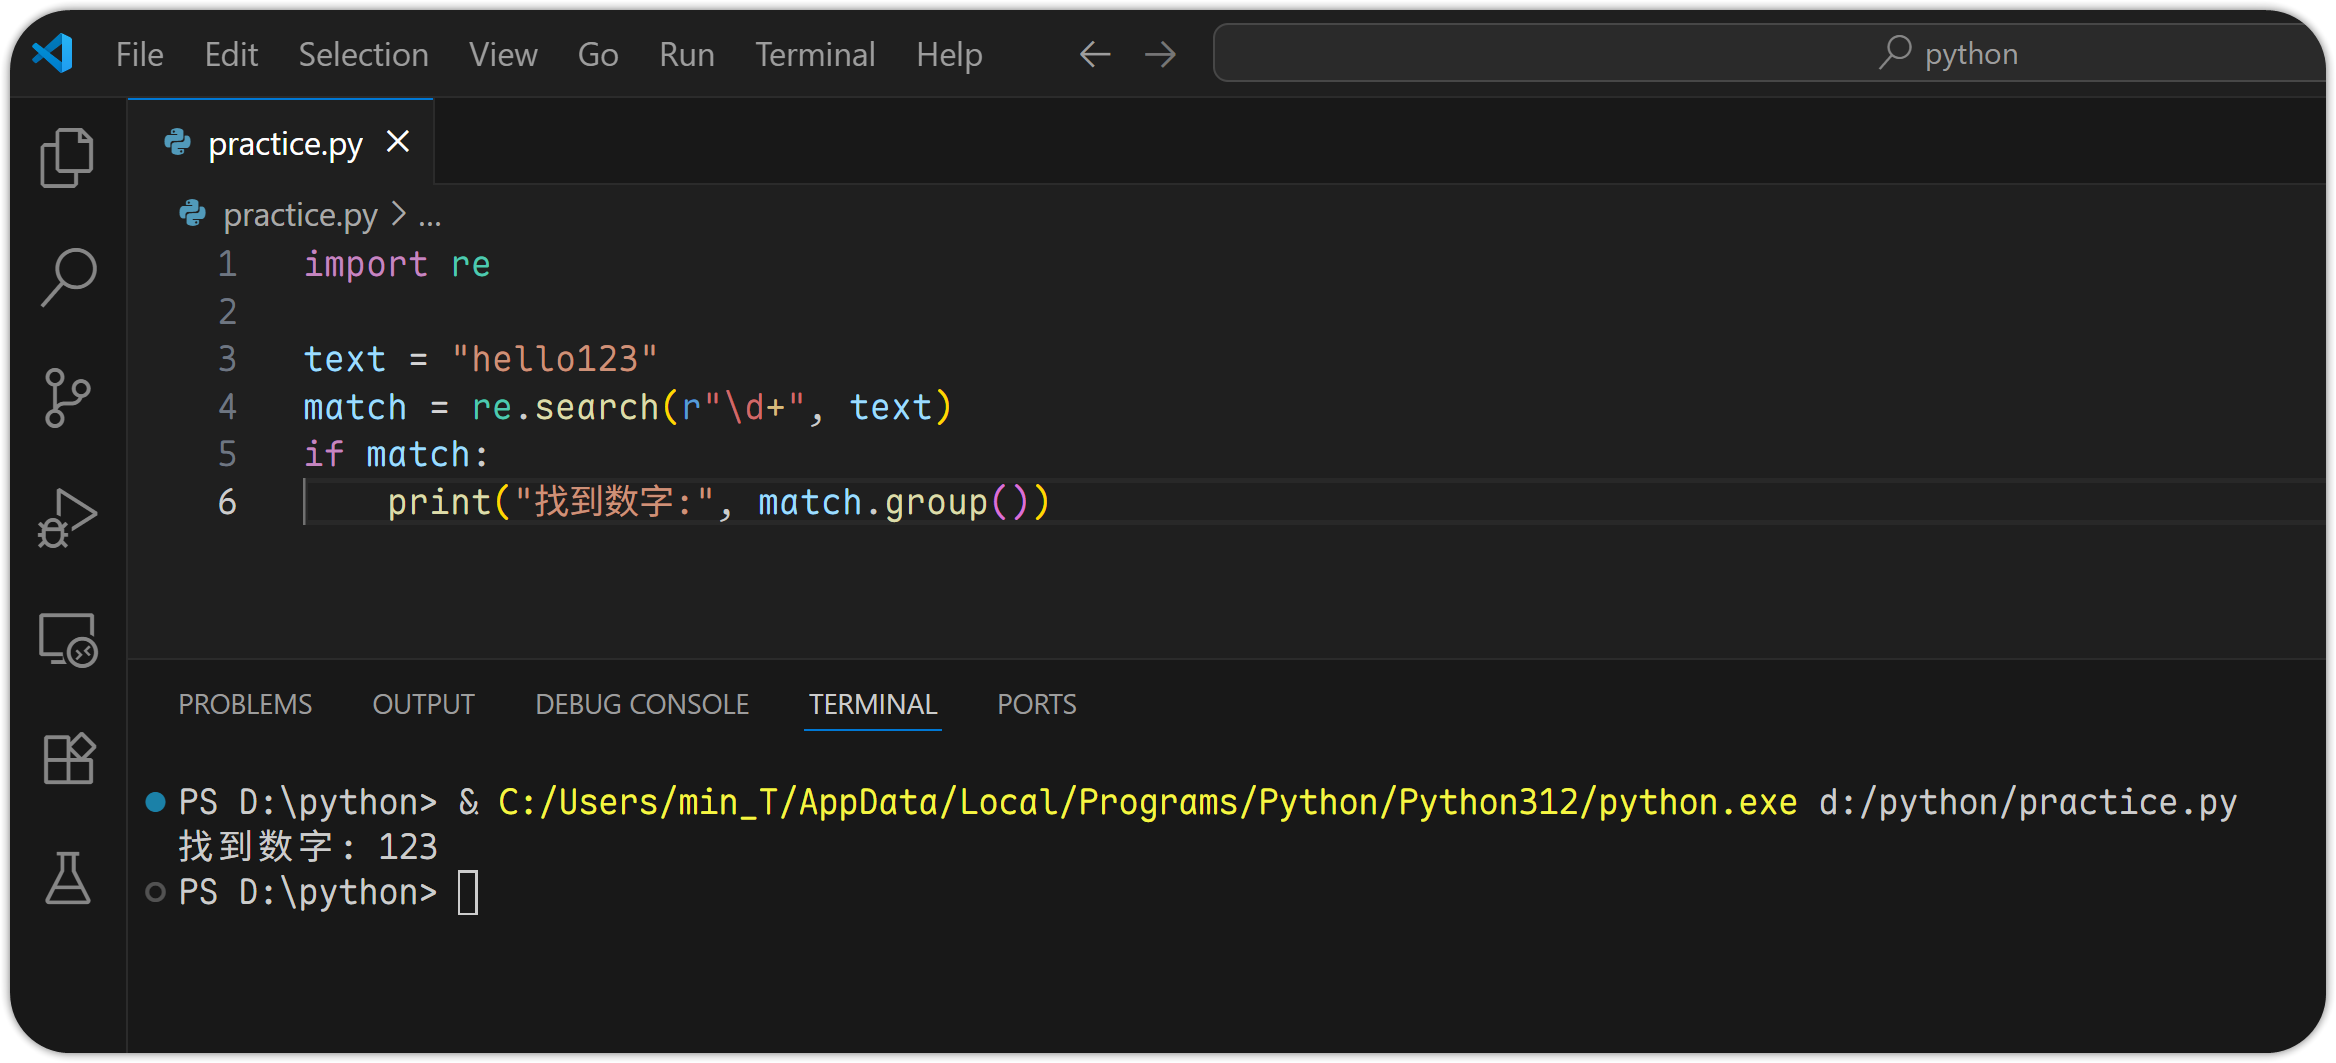 File Edit Selection View Go Run Terminal Help python
practice.py
practice.py > ...
1 import re
2
3 text = "hello123"
4 match = re.search(r"\d+", text)
5 if match:
6     print("找到数字:", match.group())
PROBLEMS OUTPUT DEBUG CONSOLE TERMINAL PORTS
PS D:\python> & C:/Users/min_T/AppData/Local/Programs/Python/Python312/python.exe d:/python/practice.py
找到数字: 123
PS D:\python>